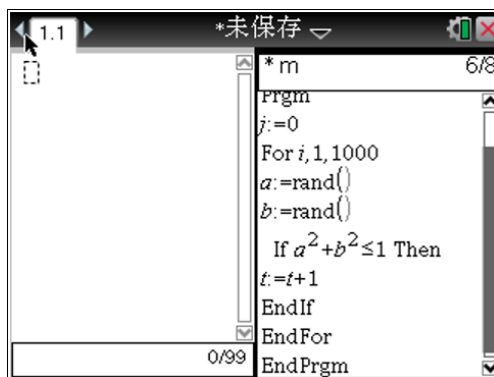 1.1 *未保存
* m 6/8
Prgm
j:=0
For i,1,1000
a:=rand()
b:=rand()
If a²+b²≤1 Then
t:=t+1
EndIf
EndFor
EndPrgm
0/99